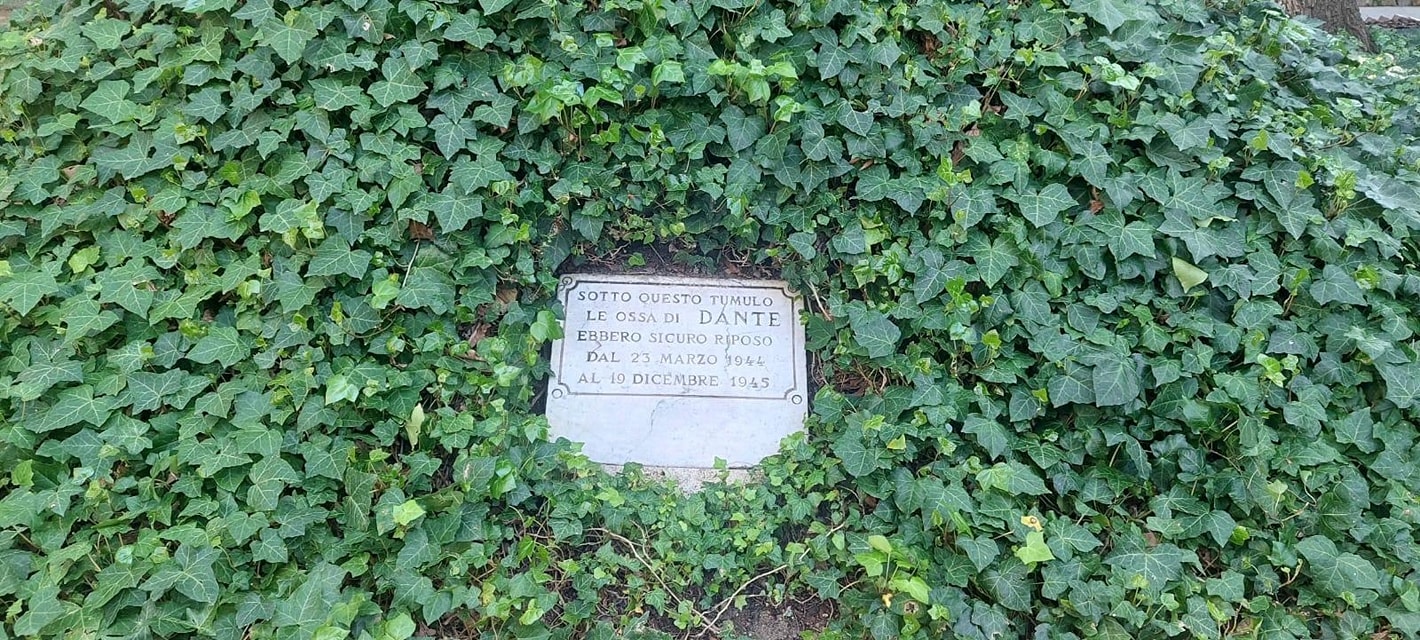 SOTTO QUESTO TUMULO
LE OSSA DI DANTE
EBBERO SICURO RIPOSO
DAL 23 MARZO 1944
AL 19 DICEMBRE 1945